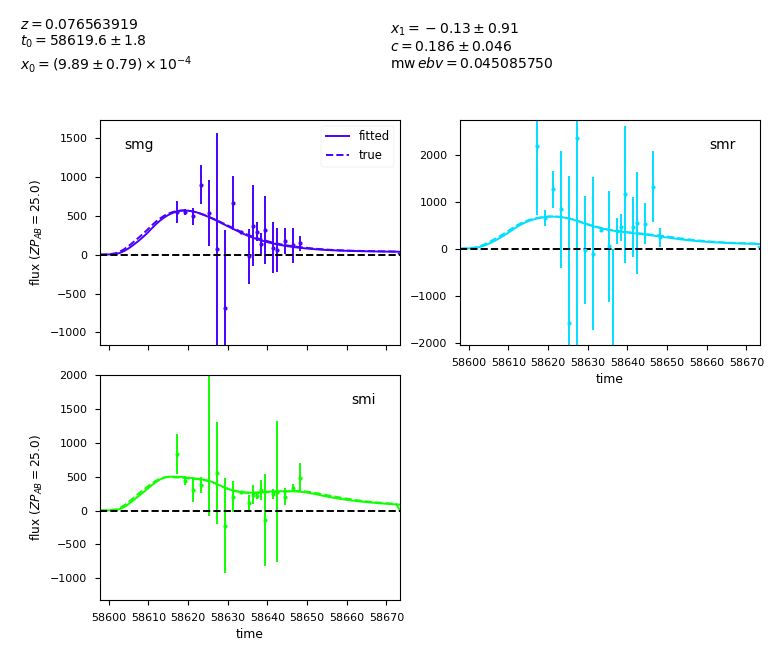 z = 0.076563919
t₀ = 58619.6 ± 1.8
x₀ = (9.89 ± 0.79) × 10⁻⁴
x₁ = −0.13 ± 0.91
c = 0.186 ± 0.046
mw ebv = 0.045085750
smg
fitted
true
1500
1000
500
0
−500
−1000
flux (ZP_AB = 25.0)
smr
2000
1000
0
−1000
−2000
58600 58610 58620 58630 58640 58650 58660 58670
time
smi
2000
1500
1000
500
0
−500
−1000
flux (ZP_AB = 25.0)
58600 58610 58620 58630 58640 58650 58660 58670
time